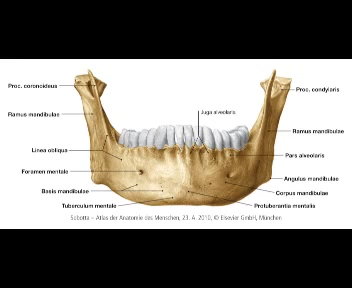 Proc. coronoideus
Proc. condylaris
Juga alveolaria
Ramus mandibulae
Ramus mandibulae
Linea obliqua
Pars alveolaris
Foramen mentale
Angulus mandibulae
Basis mandibulae
Corpus mandibulae
Tuberculum mentale
Protuberantia mentalis
Sobotta – Atlas der Anatomie des Menschen, 23. A. 2010, © Elsevier GmbH, München